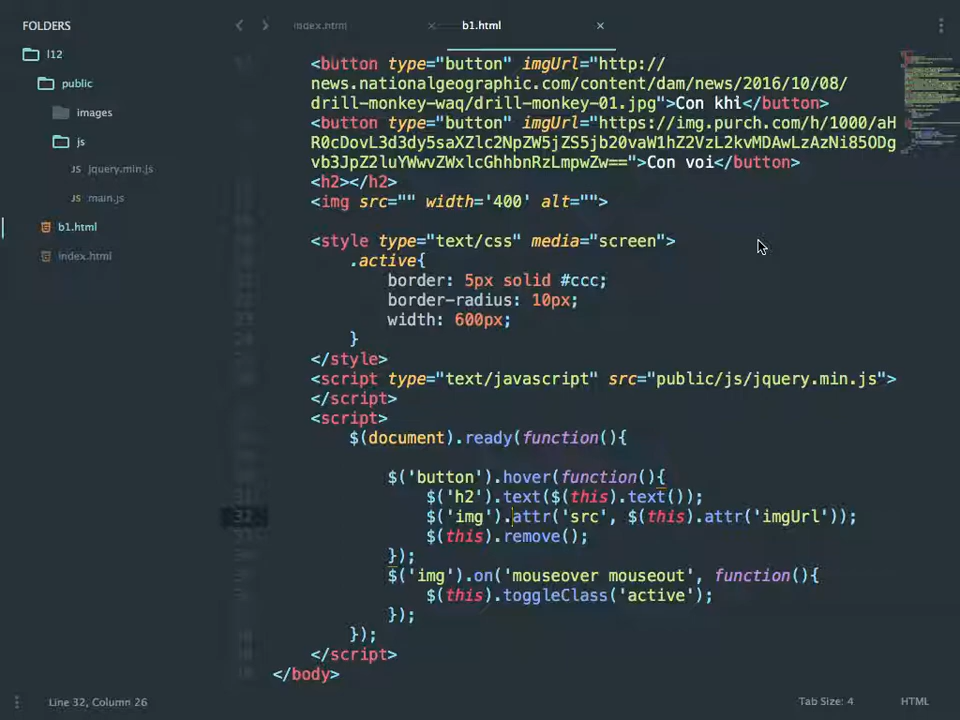 FOLDERS
l12
public
images
js
jquery.min.js
main.js
b1.html
index.html
index.html
b1.html
<button type="button" imgUrl="http://
news.nationalgeographic.com/content/dam/news/2016/10/08/
drill-monkey-waq/drill-monkey-01.jpg">Con khỉ</button>
<button type="button" imgUrl="https://img.purch.com/h/1000/aH
R0cDovL3d3dy5saXZlc2NpZW5jZS5jb20vaW1hZ2VzL2kvMDAwLzAzNi85ODg
vb3JpZ2luYWwvZWxlcGhhbnRzLmpwZw==">Con voi</button>
<h2></h2>
<img src="" width='400' alt="">
<style type="text/css" media="screen">
.active{
border: 5px solid #ccc;
border-radius: 10px;
width: 600px;
}
</style>
<script type="text/javascript" src="public/js/jquery.min.js">
</script>
<script>
$(document).ready(function(){
$('button').hover(function(){
$('h2').text($(this).text());
$('img').attr('src', $(this).attr('imgUrl'));
$(this).remove();
});
$('img').on('mouseover mouseout', function(){
$(this).toggleClass('active');
});
});
</script>
</body>
32
Line 32, Column 26
Tab Size: 4
HTML